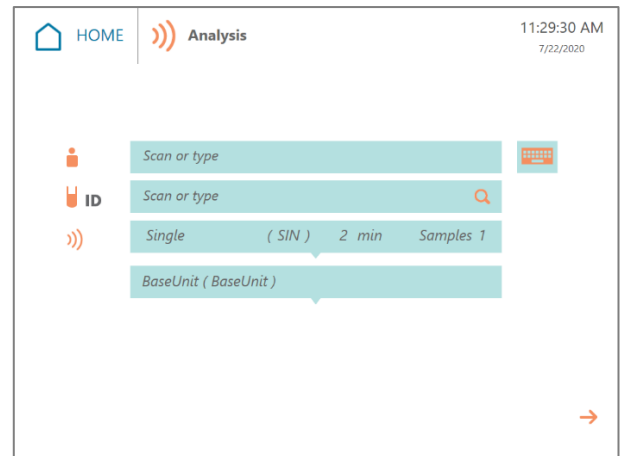 HOME Analysis 11:29:30 AM
7/22/2020
Scan or type
ID Scan or type
Single ( SIN ) 2 min Samples 1
BaseUnit ( BaseUnit )